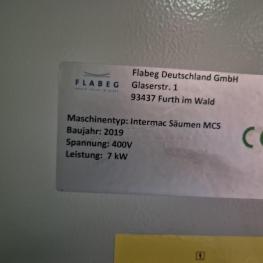 FLABEG
Flabeg Deutschland GmbH
Glaserstr. 1
93437 Furth im Wald
Maschinentyp: Intermac Säumen MCS
Baujahr: 2019
Spannung: 400V
Leistung: 7 kW